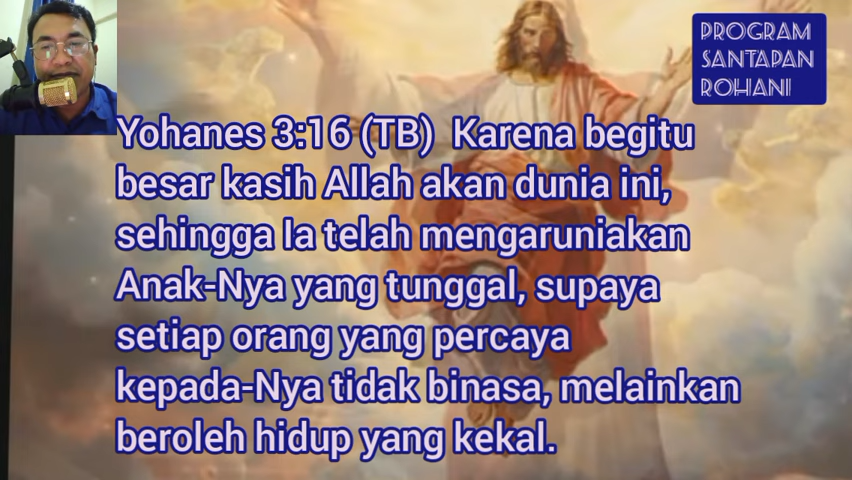 PROGRAM
SANTAPAN
ROHANI
Yohanes 3:16 (TB) Karena begitu
besar kasih Allah akan dunia ini,
sehingga Ia telah mengaruniakan
Anak-Nya yang tunggal, supaya
setiap orang yang percaya
kepada-Nya tidak binasa, melainkan
beroleh hidup yang kekal.